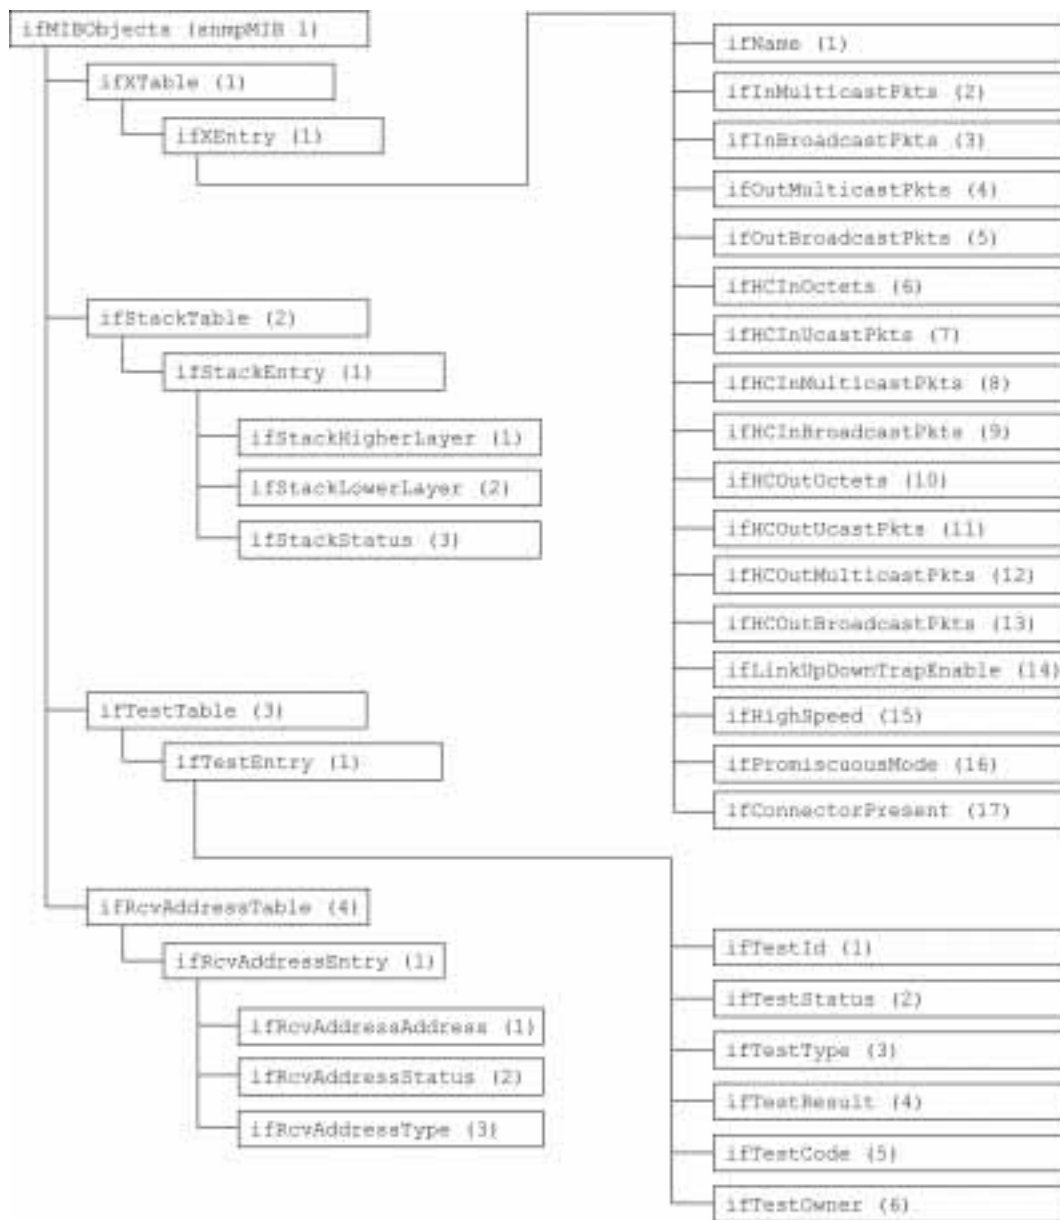 ifMIBObjects (snmpMIB 1)
ifXTable (1)
ifXEntry (1)
ifName (1)
ifInMulticastPkts (2)
ifInBroadcastPkts (3)
ifOutMulticastPkts (4)
ifOutBroadcastPkts (5)
ifHCInOctets (6)
ifHCInUcastPkts (7)
ifHCInMulticastPkts (8)
ifHCInBroadcastPkts (9)
ifHCOutOctets (10)
ifHCOutUcastPkts (11)
ifHCOutMulticastPkts (12)
ifHCOutBroadcastPkts (13)
ifLinkUpDownTrapEnable (14)
ifHighSpeed (15)
ifPromiscuousMode (16)
ifConnectorPresent (17)
ifStackTable (2)
ifStackEntry (1)
ifStackHigherLayer (1)
ifStackLowerLayer (2)
ifStackStatus (3)
ifTestTable (3)
ifTestEntry (1)
ifTestId (1)
ifTestStatus (2)
ifTestType (3)
ifTestResult (4)
ifTestCode (5)
ifTestOwner (6)
ifRcvAddressTable (4)
ifRcvAddressEntry (1)
ifRcvAddressAddress (1)
ifRcvAddressStatus (2)
ifRcvAddressType (3)